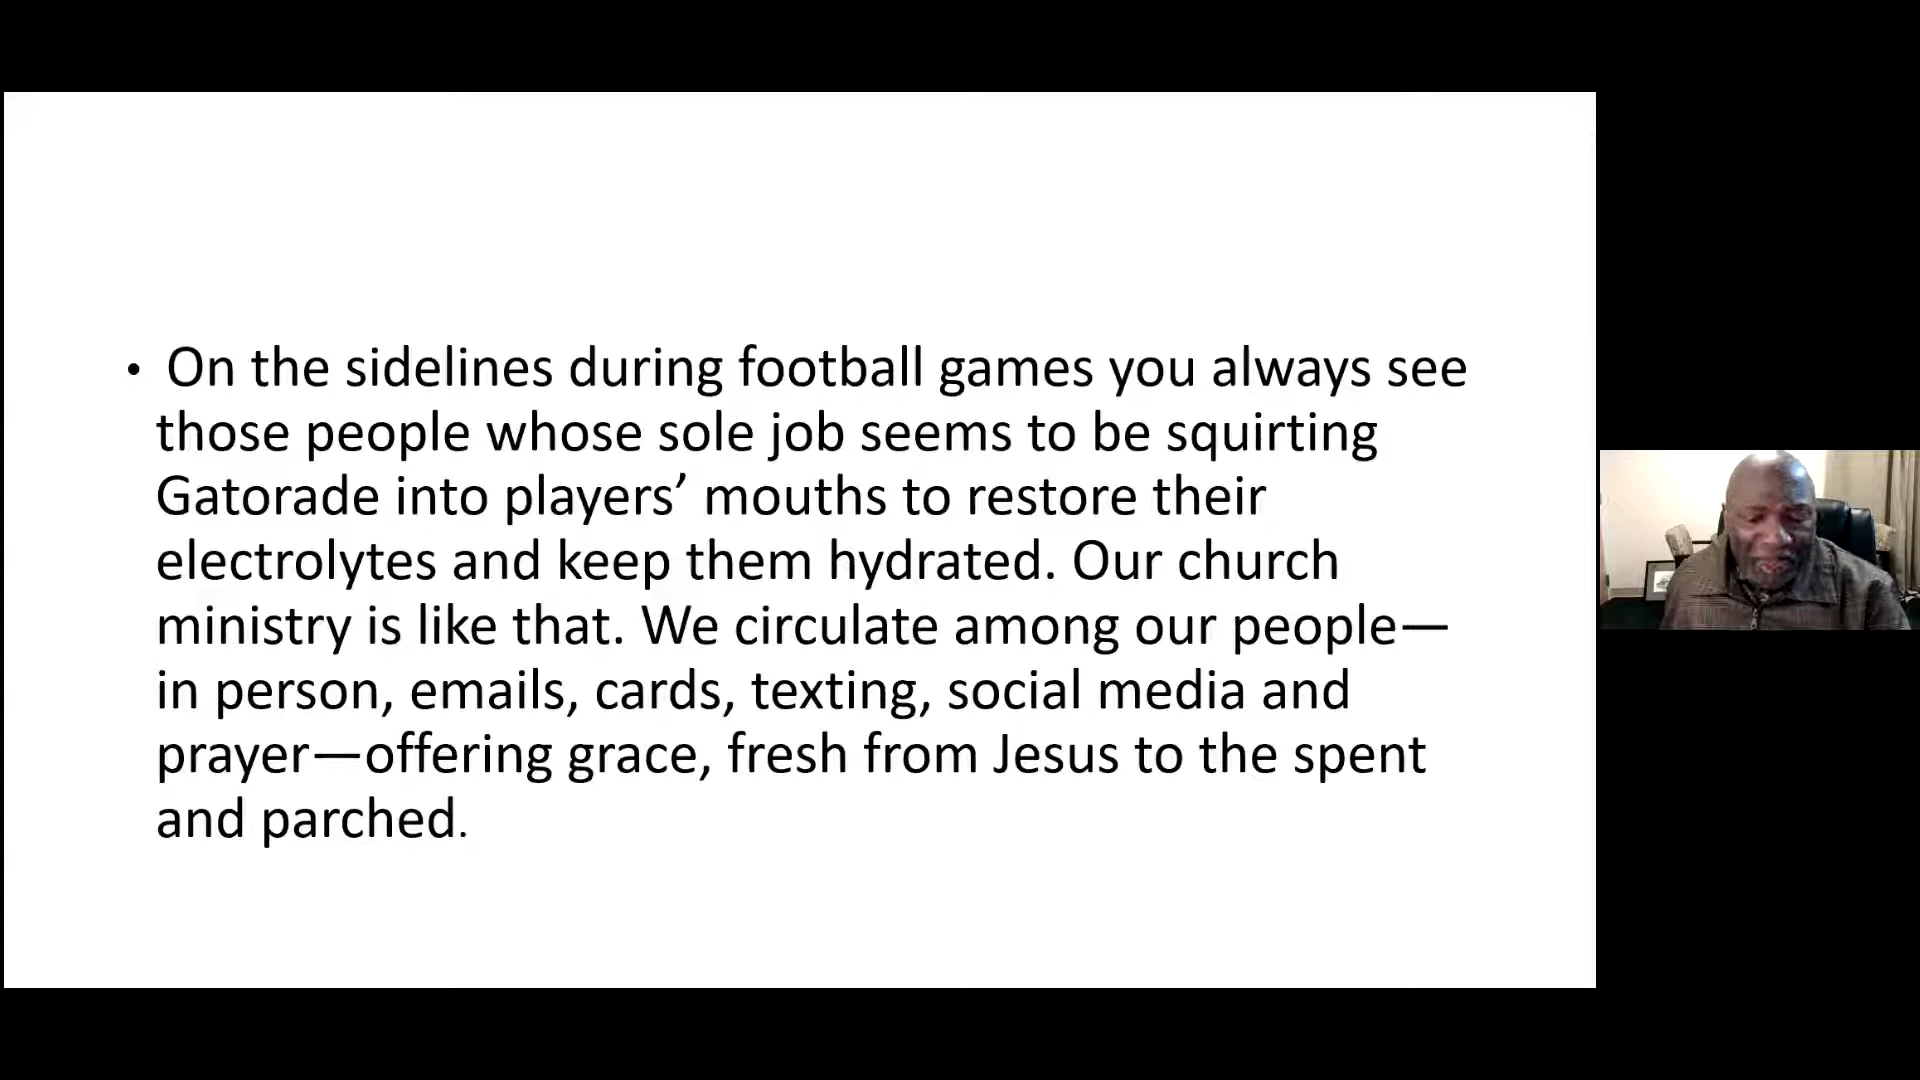 • On the sidelines during football games you always see
those people whose sole job seems to be squirting
Gatorade into players’ mouths to restore their
electrolytes and keep them hydrated. Our church
ministry is like that. We circulate among our people—
in person, emails, cards, texting, social media and
prayer—offering grace, fresh from Jesus to the spent
and parched.